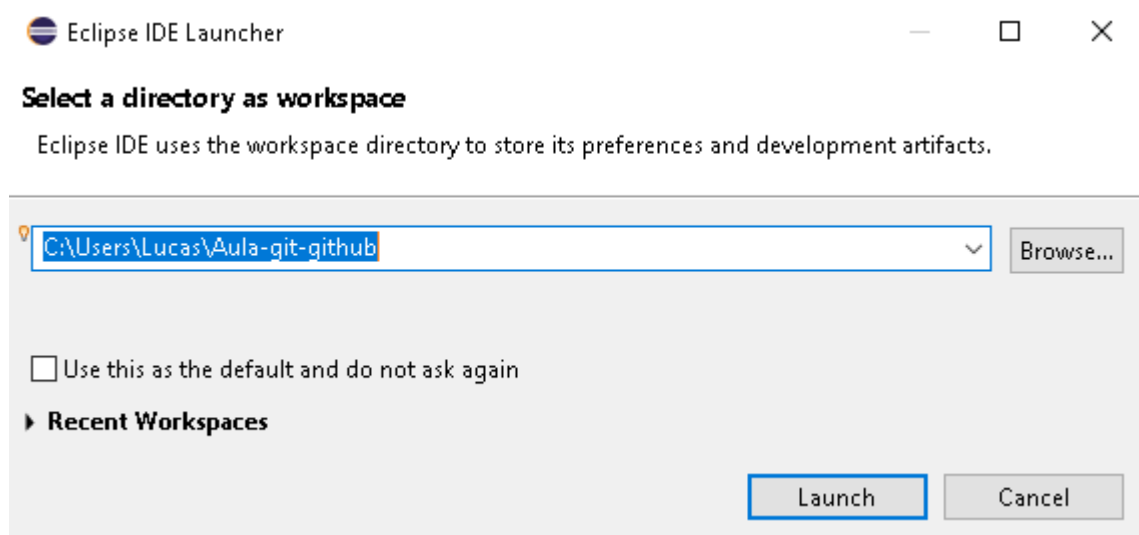 Eclipse IDE Launcher
Select a directory as workspace
Eclipse IDE uses the workspace directory to store its preferences and development artifacts.
C:\Users\Lucas\Aula-git-github
Browse...
Use this as the default and do not ask again
Recent Workspaces
Launch
Cancel